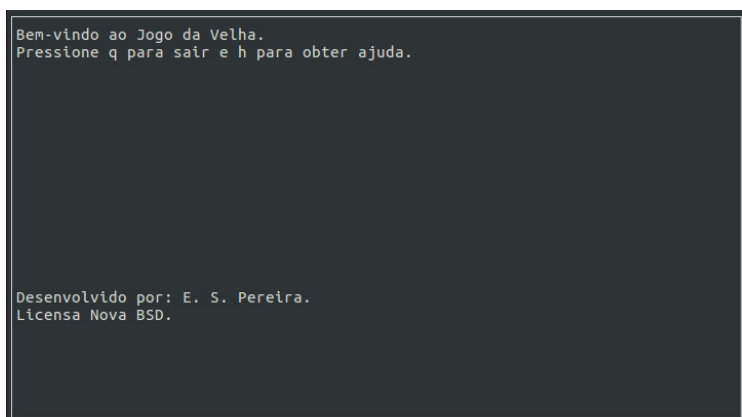 Bem-vindo ao Jogo da Velha.
Pressione q para sair e h para obter ajuda.
Desenvolvido por: E. S. Pereira.
Licensa Nova BSD.